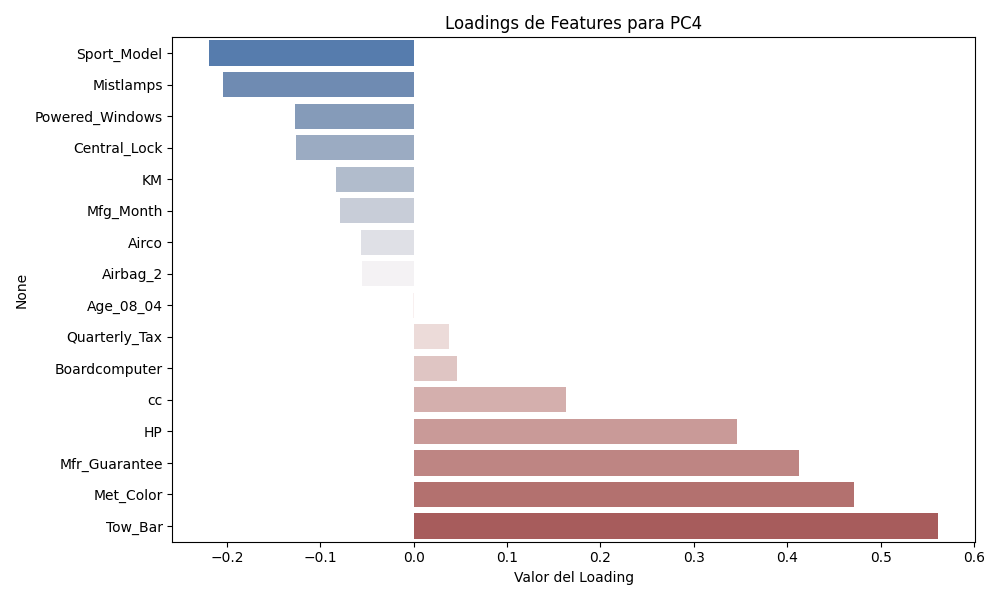 Loadings de Features para PC4
Sport_Model
Mistlamps
Powered_Windows
Central_Lock
KM
Mfg_Month
Airco
Airbag_2
Age_08_04
Quarterly_Tax
Boardcomputer
cc
HP
Mfr_Guarantee
Met_Color
Tow_Bar
None
−0.2 −0.1 0.0 0.1 0.2 0.3 0.4 0.5 0.6
Valor del Loading